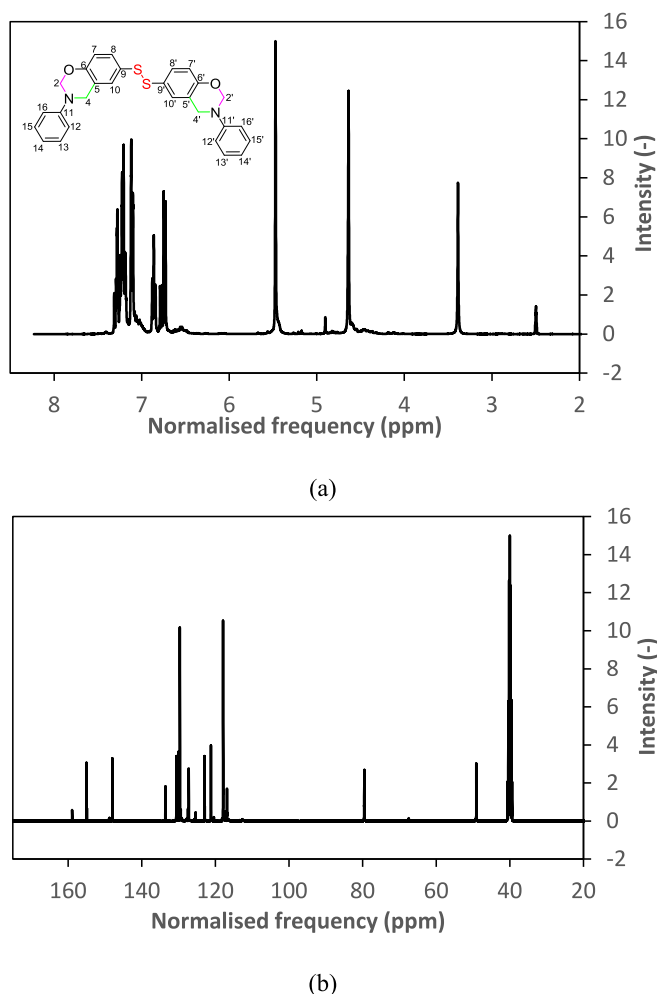 16
14
12
10
8
6
4
2
0
-2
Intensity (-)
7 8 6 9 S S 10 5 4 O 2 N 11 16 15 14 13 12
8' 7' 9' 6' 10' 5' 4' O 2' N 11' 16' 12' 15' 13' 14'
8 7 6 5 4 3 2
Normalised frequency (ppm)
(a)
16
14
12
10
8
6
4
2
0
-2
Intensity (-)
160 140 120 100 80 60 40 20
Normalised frequency (ppm)
(b)